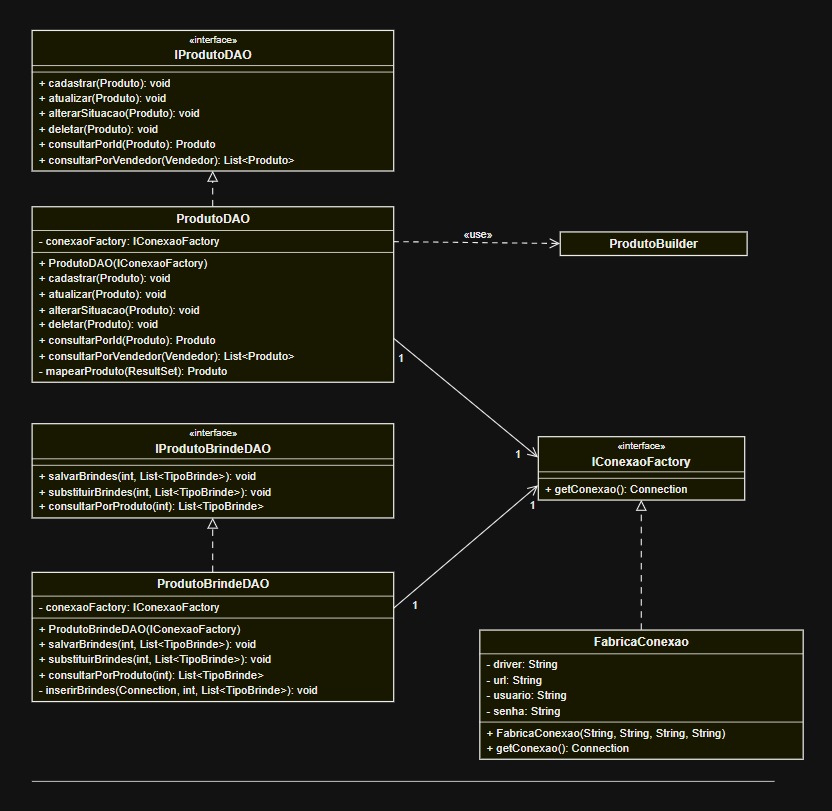 «interface»
IProdutoDAO
+ cadastrar(Produto): void
+ atualizar(Produto): void
+ alterarSituacao(Produto): void
+ deletar(Produto): void
+ consultarPorId(Produto): Produto
+ consultarPorVendedor(Vendedor): List<Produto>
ProdutoDAO
- conexaoFactory: IConexaoFactory
+ ProdutoDAO(IConexaoFactory)
+ cadastrar(Produto): void
+ atualizar(Produto): void
+ alterarSituacao(Produto): void
+ deletar(Produto): void
+ consultarPorId(Produto): Produto
+ consultarPorVendedor(Vendedor): List<Produto>
- mapearProduto(ResultSet): Produto
«use»
ProdutoBuilder
1
1
«interface»
IProdutoBrindeDAO
+ salvarBrindes(int, List<TipoBrinde>): void
+ substituirBrindes(int, List<TipoBrinde>): void
+ consultarPorProduto(int): List<TipoBrinde>
«interface»
IConexaoFactory
+ getConexao(): Connection
1
1
ProdutoBrindeDAO
- conexaoFactory: IConexaoFactory
+ ProdutoBrindeDAO(IConexaoFactory)
+ salvarBrindes(int, List<TipoBrinde>): void
+ substituirBrindes(int, List<TipoBrinde>): void
+ consultarPorProduto(int): List<TipoBrinde>
- inserirBrindes(Connection, int, List<TipoBrinde>): void
FabricaConexao
- driver: String
- url: String
- usuario: String
- senha: String
+ FabricaConexao(String, String, String, String)
+ getConexao(): Connection